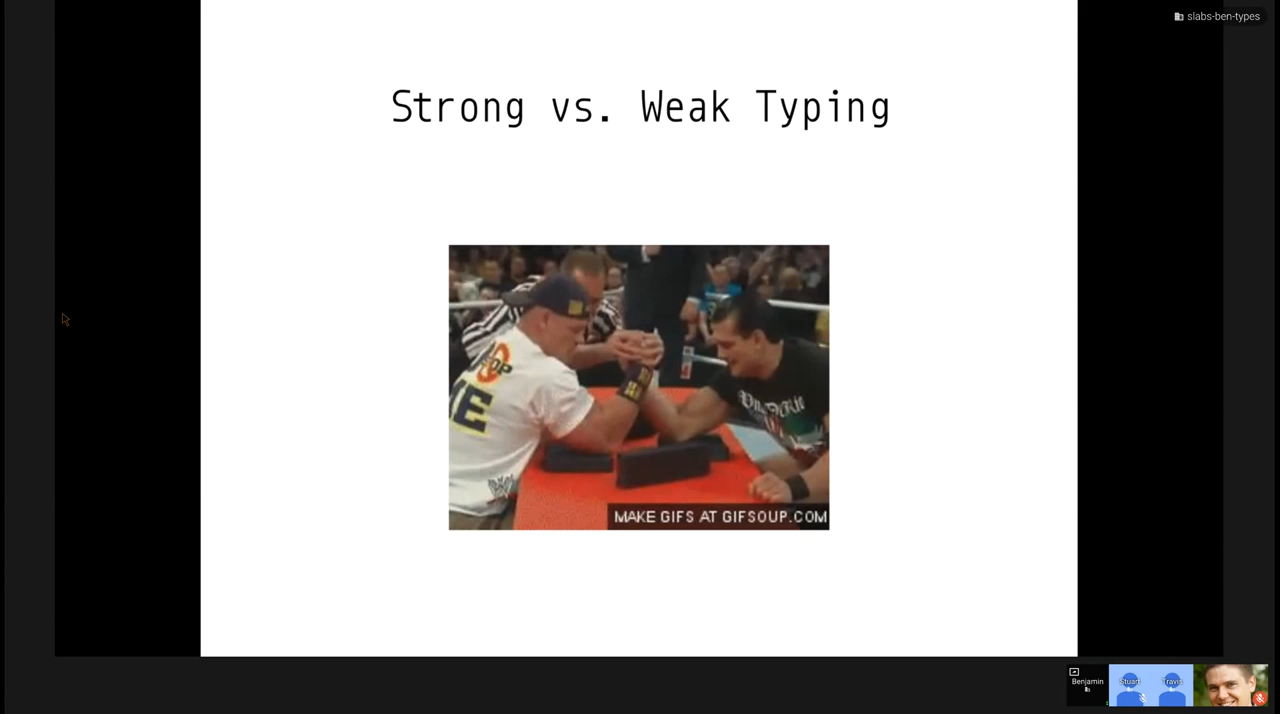 slabs-ben-types
Strong vs. Weak Typing
MAKE GIFS AT GIFSOUP.COM
Benjamin
Stuart
Travis